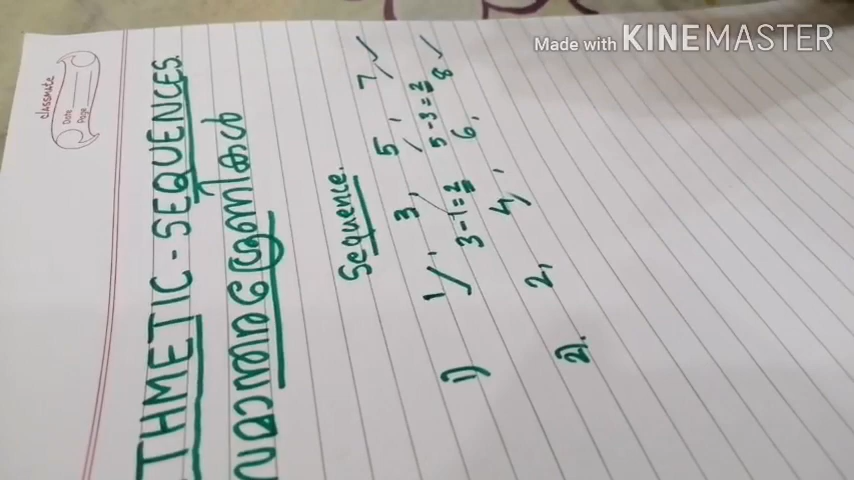 Made with KINEMASTER
classmate
Date
Page
THMETIC - SEQUENCES.
സമാന്തരശ്രേണികൾ
Sequence.
1) 1, 3, 5, 7 ✓
3-1=2 5-3=2
2). 2, 4, 6, 8 ✓